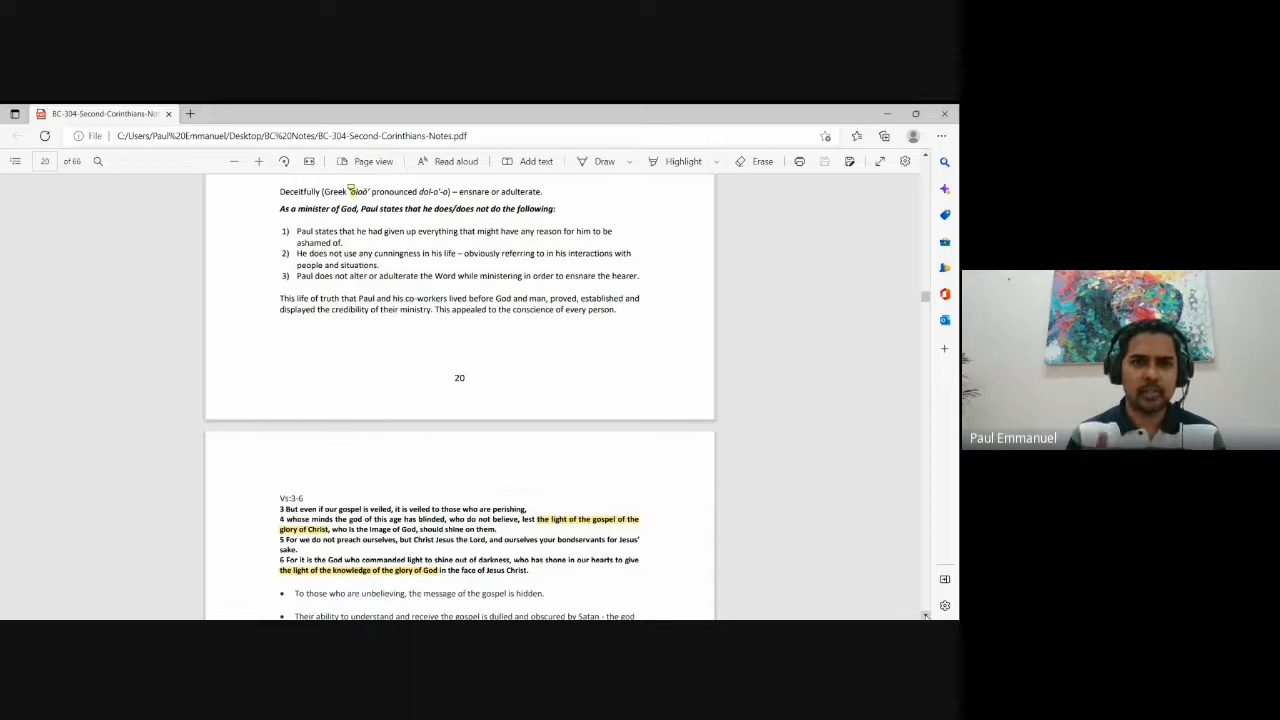 BC-304-Second-Corinthians-No
File
C:/Users/Paul%20Emmanuel/Desktop/BC%20Notes/BC-304-Second-Corinthians-Notes.pdf
20 of 66
Page view
Read aloud
Add text
Draw
Highlight
Erase
Deceitfully (Greek 'oloō' pronounced dol-o'-o) – ensnare or adulterate.
As a minister of God, Paul states that he does/does not do the following:
1) Paul states that he had given up everything that might have any reason for him to be
ashamed of.
2) He does not use any cunningness in his life – obviously referring to in his interactions with
people and situations.
3) Paul does not alter or adulterate the Word while ministering in order to ensnare the hearer.
This life of truth that Paul and his co-workers lived before God and man, proved, established and
displayed the credibility of their ministry. This appealed to the conscience of every person.
20
Vs:3-6
3 But even if our gospel is veiled, it is veiled to those who are perishing,
4 whose minds the god of this age has blinded, who do not believe, lest the light of the gospel of the
glory of Christ, who is the image of God, should shine on them.
5 For we do not preach ourselves, but Christ Jesus the Lord, and ourselves your bondservants for Jesus'
sake.
6 For it is the God who commanded light to shine out of darkness, who has shone in our hearts to give
the light of the knowledge of the glory of God in the face of Jesus Christ.
• To those who are unbelieving, the message of the gospel is hidden.
• Their ability to understand and receive the gospel is dulled and obscured by Satan - the god
Paul Emmanuel